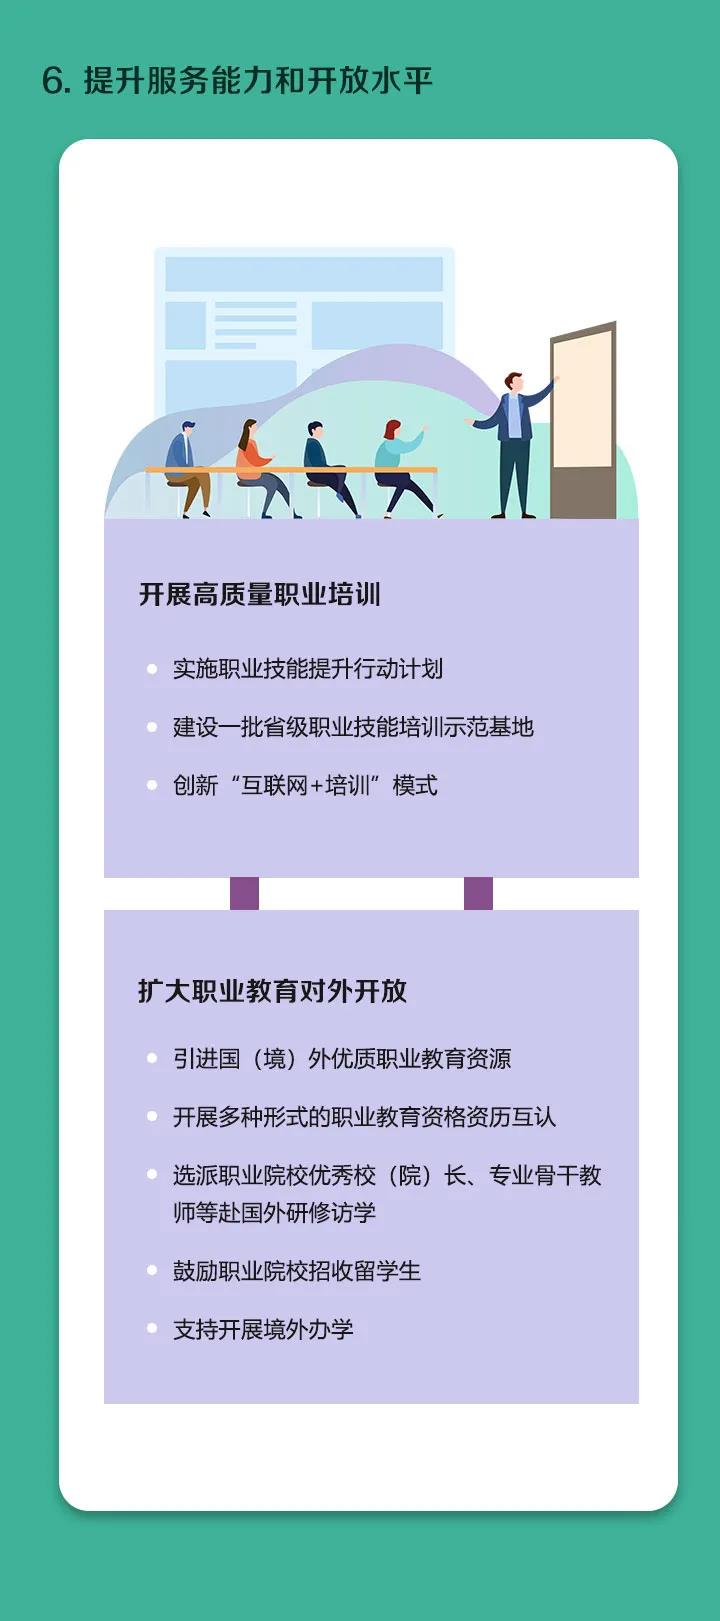 6. 提升服务能力和开放水平
开展高质量职业培训
实施职业技能提升行动计划
建设一批省级职业技能培训示范基地
创新“互联网+培训”模式
扩大职业教育对外开放
引进国（境）外优质职业教育资源
开展多种形式的职业教育资格资历互认
选派职业院校优秀校（院）长、专业骨干教
师等赴国外研修访学
鼓励职业院校招收留学生
支持开展境外办学